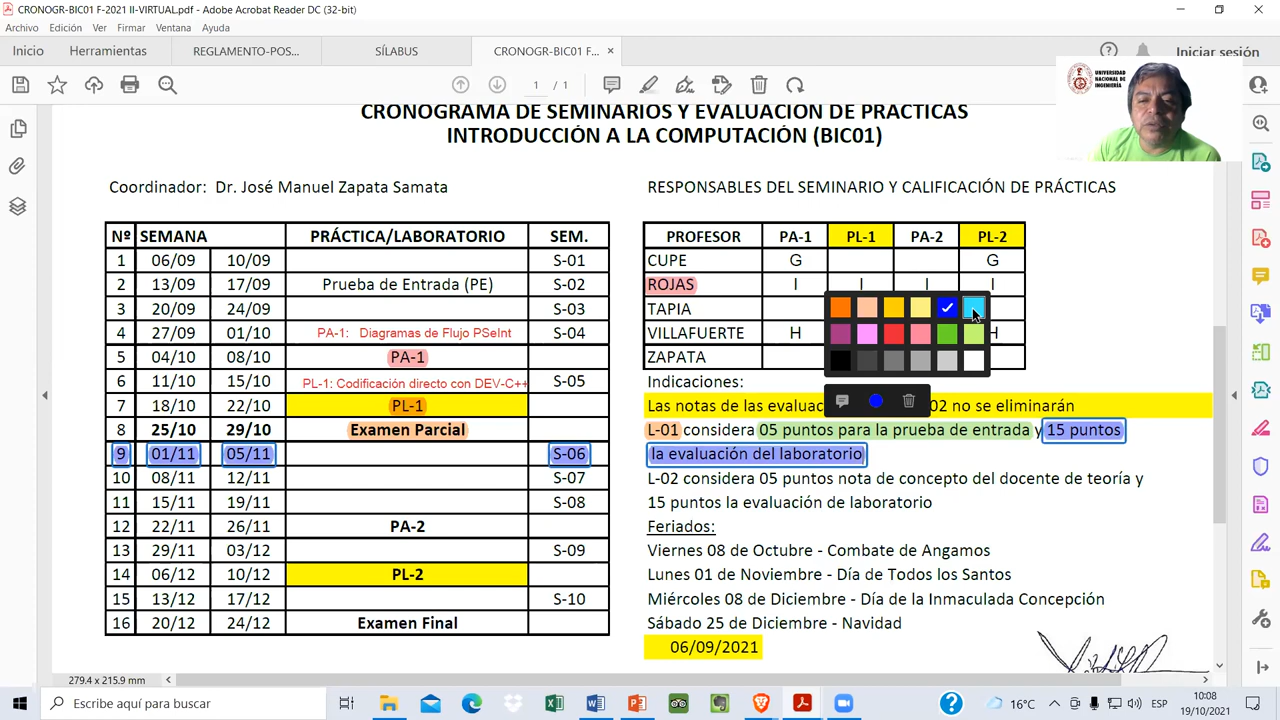 CRONOGR-BIC01 F-2021 II-VIRTUAL.pdf - Adobe Acrobat Reader DC (32-bit)
Archivo Edición Ver Firmar Ventana Ayuda
Inicio Herramientas REGLAMENTO-POS... SÍLABUS CRONOGR-BIC01 F... × Iniciar sesión
1 / 1
UNIVERSIDAD
NACIONAL DE
INGENIERÍA
CRONOGRAMA DE SEMINARIOS Y EVALUACION DE PRACTICAS
INTRODUCCIÓN A LA COMPUTACIÓN (BIC01)
Coordinador: Dr. José Manuel Zapata Samata
RESPONSABLES DEL SEMINARIO Y CALIFICACIÓN DE PRÁCTICAS
Nº SEMANA PRÁCTICA/LABORATORIO SEM.
1 06/09 10/09 S-01
2 13/09 17/09 Prueba de Entrada (PE) S-02
3 20/09 24/09 S-03
4 27/09 01/10 PA-1: Diagramas de Flujo PSeInt S-04
5 04/10 08/10 PA-1
6 11/10 15/10 PL-1: Codificación directo con DEV-C++ S-05
7 18/10 22/10 PL-1
8 25/10 29/10 Examen Parcial
9 01/11 05/11 S-06
10 08/11 12/11 S-07
11 15/11 19/11 S-08
12 22/11 26/11 PA-2
13 29/11 03/12 S-09
14 06/12 10/12 PL-2
15 13/12 17/12 S-10
16 20/12 24/12 Examen Final
PROFESOR PA-1 PL-1 PA-2 PL-2
CUPE G G
ROJAS I I I I
TAPIA
VILLAFUERTE H H
ZAPATA
Indicaciones:
Las notas de las evaluac 02 no se eliminarán
L-01 considera 05 puntos para la prueba de entrada y 15 puntos
la evaluación del laboratorio
L-02 considera 05 puntos nota de concepto del docente de teoría y
15 puntos la evaluación de laboratorio
Feriados:
Viernes 08 de Octubre - Combate de Angamos
Lunes 01 de Noviembre - Día de Todos los Santos
Miércoles 08 de Diciembre - Día de la Inmaculada Concepción
Sábado 25 de Diciembre - Navidad
06/09/2021
279.4 x 215.9 mm
Escribe aquí para buscar
16°C ESP 10:08
19/10/2021